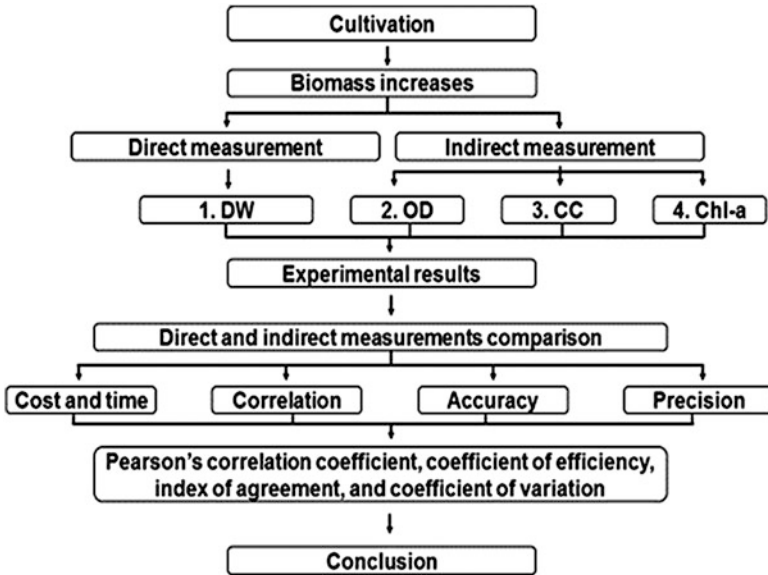 Cultivation
Biomass increases
Direct measurement
Indirect measurement
1. DW
2. OD
3. CC
4. Chl-a
Experimental results
Direct and indirect measurements comparison
Cost and time
Correlation
Accuracy
Precision
Pearson's correlation coefficient, coefficient of efficiency,
index of agreement, and coefficient of variation
Conclusion